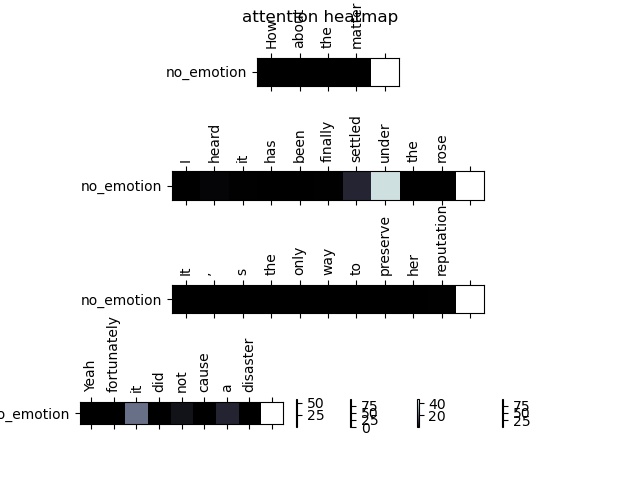 attention heatmap
How about the matter
no_emotion
I heard it has been finally settled under the rose
no_emotion
It , s the only way to preserve her reputation
no_emotion
Yeah fortunately it did not cause a disaster
o_emotion
50 25
75 50 25 0
40 20
75 50 25